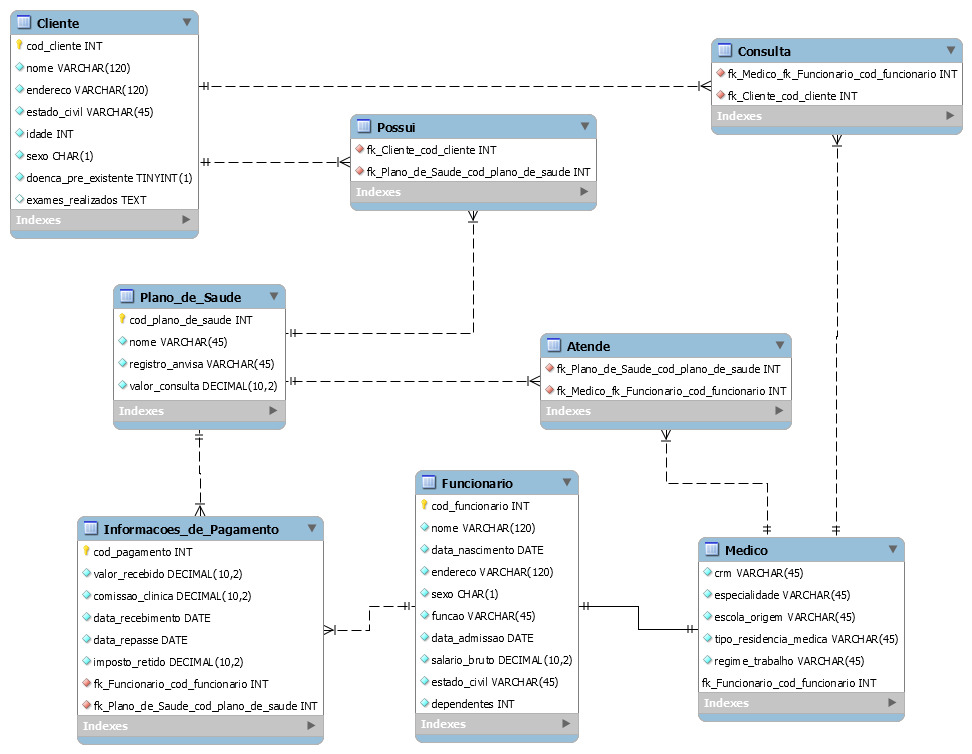 Cliente
cod_cliente INT
nome VARCHAR(120)
endereco VARCHAR(120)
estado_civil VARCHAR(45)
idade INT
sexo CHAR(1)
doenca_pre_existente TINYINT(1)
exames_realizados TEXT
Indexes
Consulta
fk_Medico_fk_Funcionario_cod_funcionario INT
fk_Cliente_cod_cliente INT
Indexes
Possui
fk_Cliente_cod_cliente INT
fk_Plano_de_Saude_cod_plano_de_saude INT
Indexes
Plano_de_Saude
cod_plano_de_saude INT
nome VARCHAR(45)
registro_anvisa VARCHAR(45)
valor_consulta DECIMAL(10,2)
Indexes
Atende
fk_Plano_de_Saude_cod_plano_de_saude INT
fk_Medico_fk_Funcionario_cod_funcionario INT
Indexes
Informacoes_de_Pagamento
cod_pagamento INT
valor_recebido DECIMAL(10,2)
comissao_clinica DECIMAL(10,2)
data_recebimento DATE
data_repasse DATE
imposto_retido DECIMAL(10,2)
fk_Funcionario_cod_funcionario INT
fk_Plano_de_Saude_cod_plano_de_saude INT
Indexes
Funcionario
cod_funcionario INT
nome VARCHAR(120)
data_nascimento DATE
endereco VARCHAR(120)
sexo CHAR(1)
funcao VARCHAR(45)
data_admissao DATE
salario_bruto DECIMAL(10,2)
estado_civil VARCHAR(45)
dependentes INT
Indexes
Medico
crm VARCHAR(45)
especialidade VARCHAR(45)
escola_origem VARCHAR(45)
tipo_residencia_medica VARCHAR(45)
regime_trabalho VARCHAR(45)
fk_Funcionario_cod_funcionario INT
Indexes